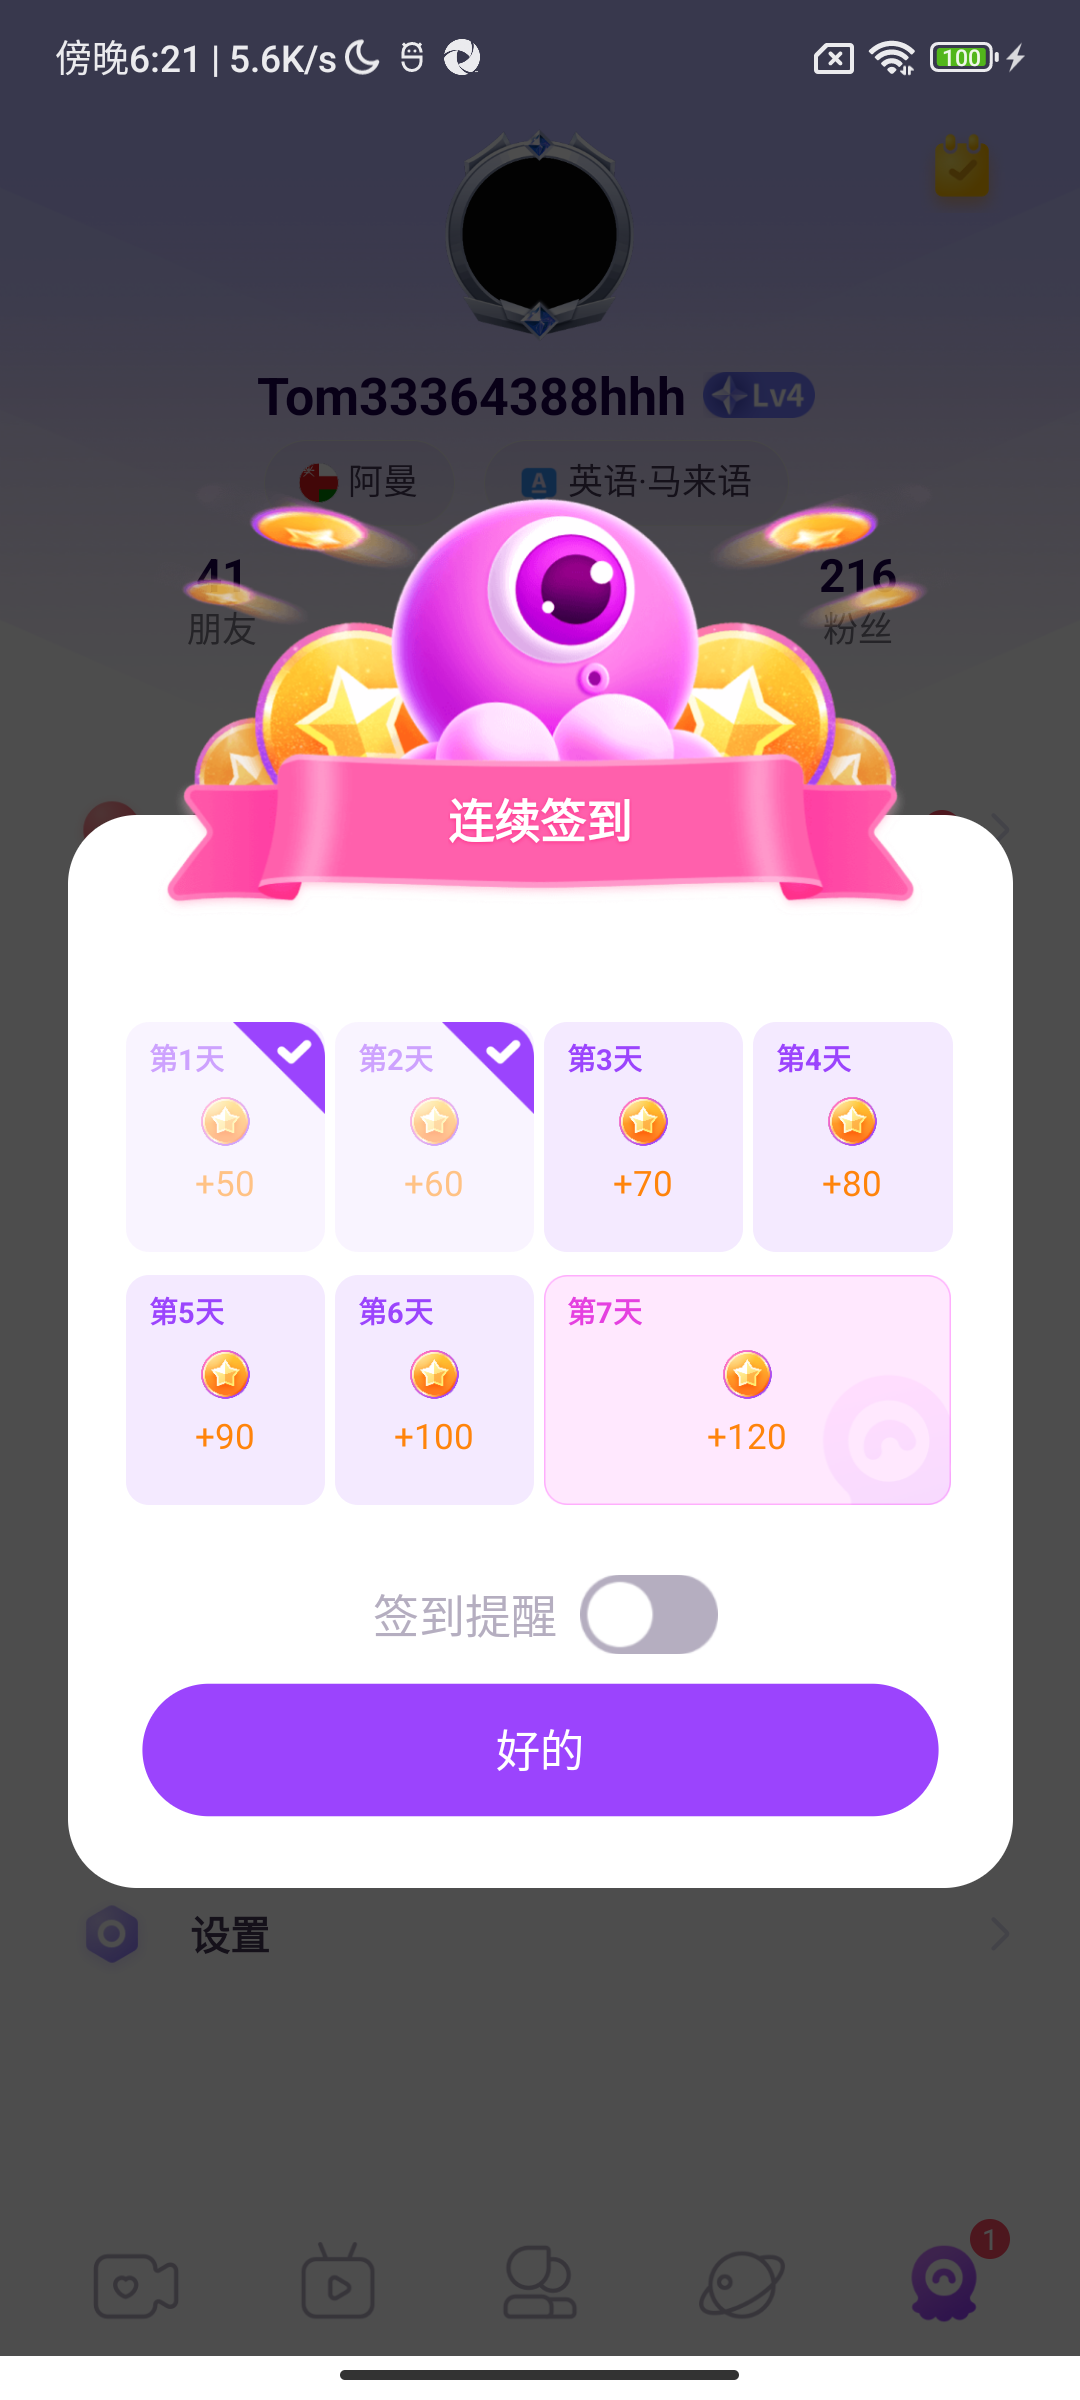 傍晚6:21 | 5.6K/s
100
Tom33364388hhh Lv4
阿曼 英语·马来语
41 216
朋友 粉丝
连续签到
第1天 第2天 第3天 第4天
+50 +60 +70 +80
第5天 第6天 第7天
+90 +100 +120
签到提醒
好的
设置
1